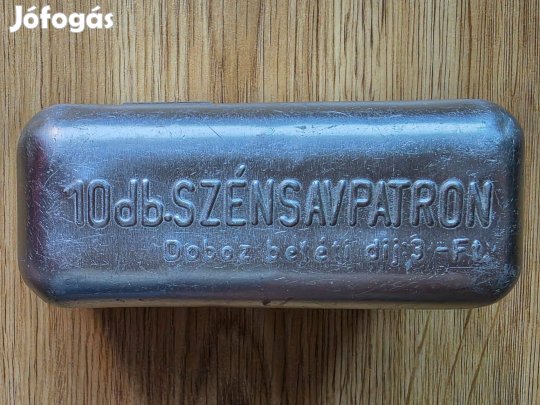 Jófogás
10db.SZÉNSAVPATRON
Doboz betéti díj 3-Ft.